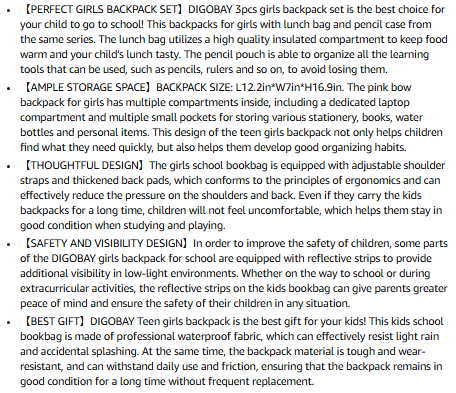 • 【PERFECT GIRLS BACKPACK SET】DIGOBAY 3pcs girls backpack set is the best choice for
your child to go to school! This backpacks for girls with lunch bag and pencil case from
the same series. The lunch bag utilizes a high quality insulated compartment to keep food
warm and your child's lunch tasty. The pencil pouch is able to organize all the learning
tools that can be used, such as pencils, rulers and so on, to avoid losing them.
• 【AMPLE STORAGE SPACE】BACKPACK SIZE: L12.2in*W7in*H16.9in. The pink bow
backpack for girls has multiple compartments inside, including a dedicated laptop
compartment and multiple small pockets for storing various stationery, books, water
bottles and personal items. This design of the teen girls backpack not only helps children
find what they need quickly, but also helps them develop good organizing habits.
• 【THOUGHTFUL DESIGN】The girls school bookbag is equipped with adjustable shoulder
straps and thickened back pads, which conforms to the principles of ergonomics and can
effectively reduce the pressure on the shoulders and back. Even if they carry the kids
backpacks for a long time, children will not feel uncomfortable, which helps them stay in
good condition when studying and playing.
• 【SAFETY AND VISIBILITY DESIGN】In order to improve the safety of children, some parts
of the DIGOBAY girls backpack for school are equipped with reflective strips to provide
additional visibility in low-light environments. Whether on the way to school or during
extracurricular activities, the reflective strips on the kids bookbag can give parents greater
peace of mind and ensure the safety of their children in any situation.
• 【BEST GIFT】DIGOBAY Teen girls backpack is the best gift for your kids! This kids school
bookbag is made of professional waterproof fabric, which can effectively resist light rain
and accidental splashing. At the same time, the backpack material is tough and wear-
resistant, and can withstand daily use and friction, ensuring that the backpack remains in
good condition for a long time without frequent replacement.